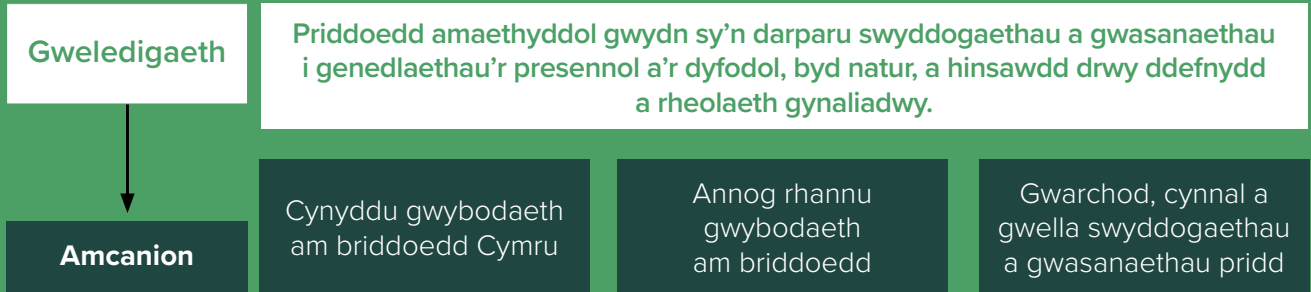 Gweledigaeth
Priddoedd amaethyddol gwydn sy’n darparu swyddogaethau a gwasanaethau
i genedlaethau’r presennol a’r dyfodol, byd natur, a hinsawdd drwy ddefnydd
a rheolaeth gynaliadwy.
Amcanion
Cynyddu gwybodaeth
am briddoedd Cymru
Annog rhannu
gwybodaeth
am briddoedd
Gwarchod, cynnal a
gwella swyddogaethau
a gwasanaethau pridd